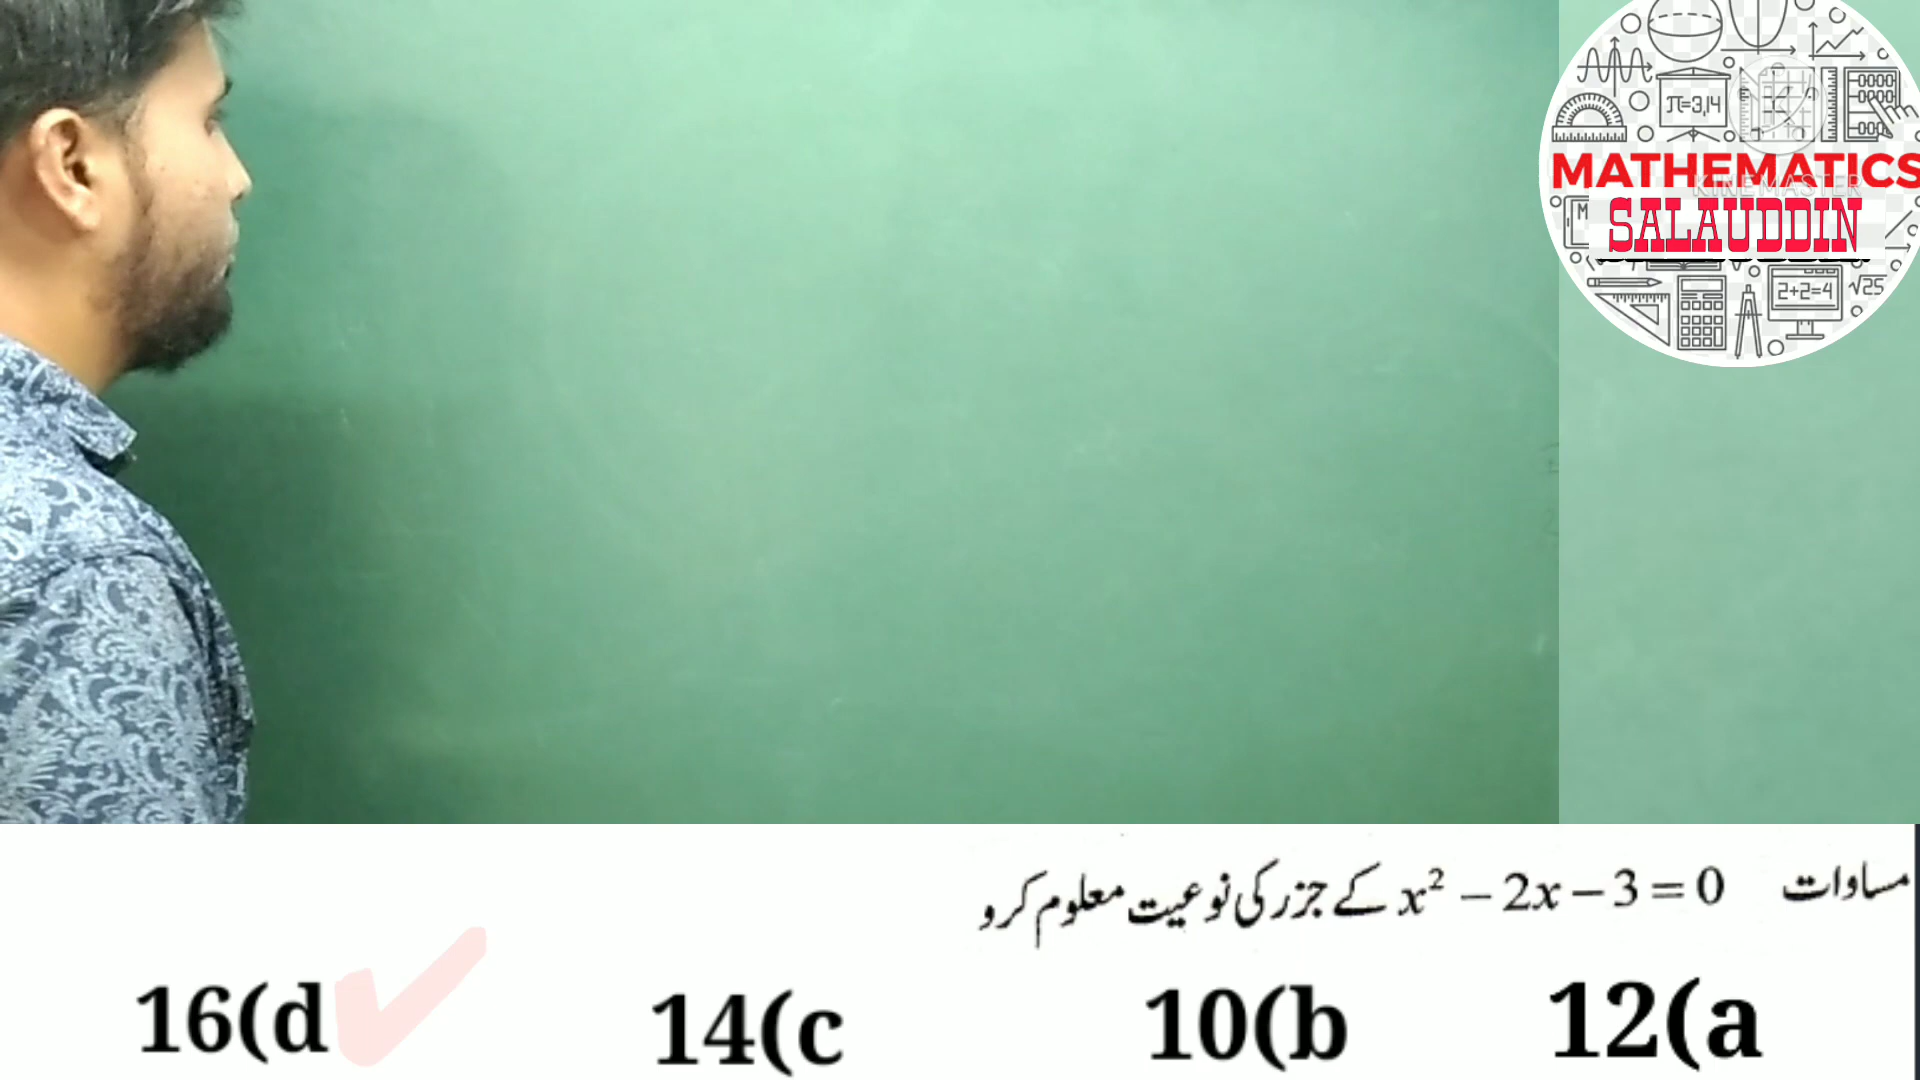 π=3,14
MATHEMATICS
KINEMASTER
SALAUDDIN
2+2=4
√25
مساوات x² − 2x − 3 = 0 کے جزر کی نوعیت معلوم کرو
12(a
10(b
14(c
16(d